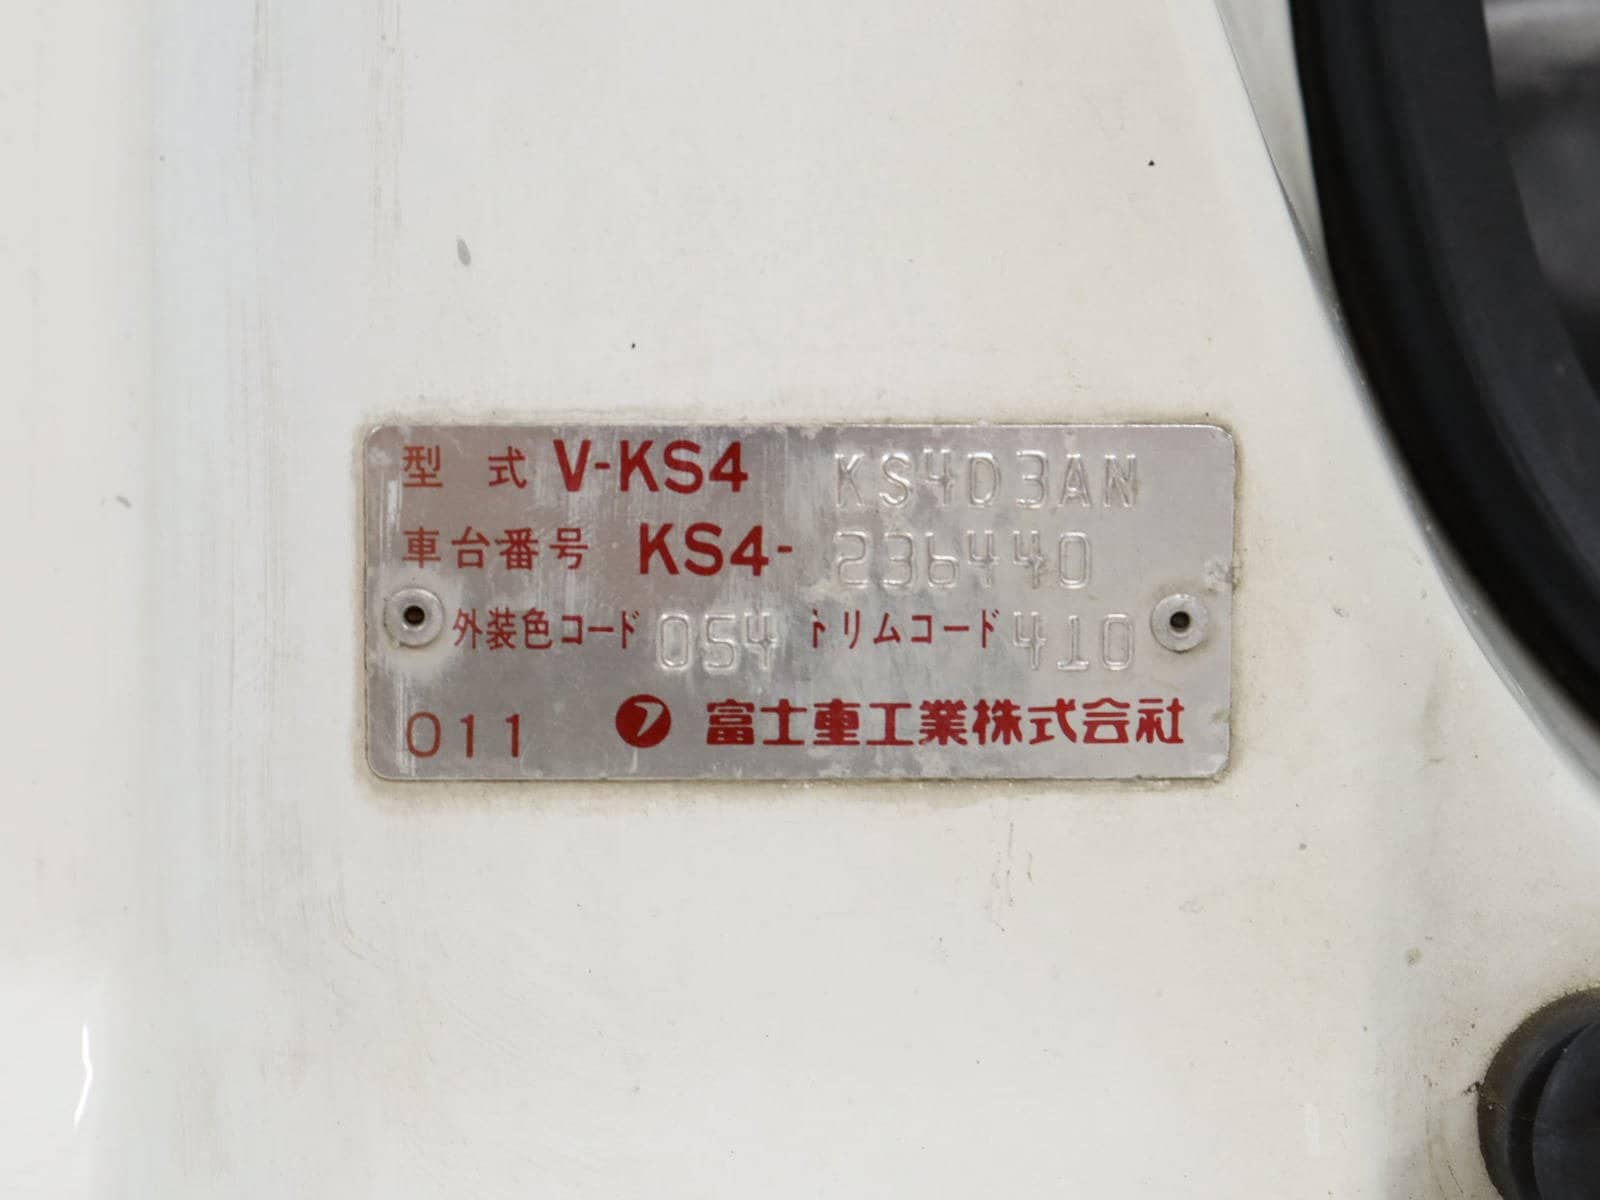 型 式 V-KS4 KS4D3AN
車台番号 KS4-236440
外装色コード 054 トリムコード 410
011 フ 富士重工業株式会社